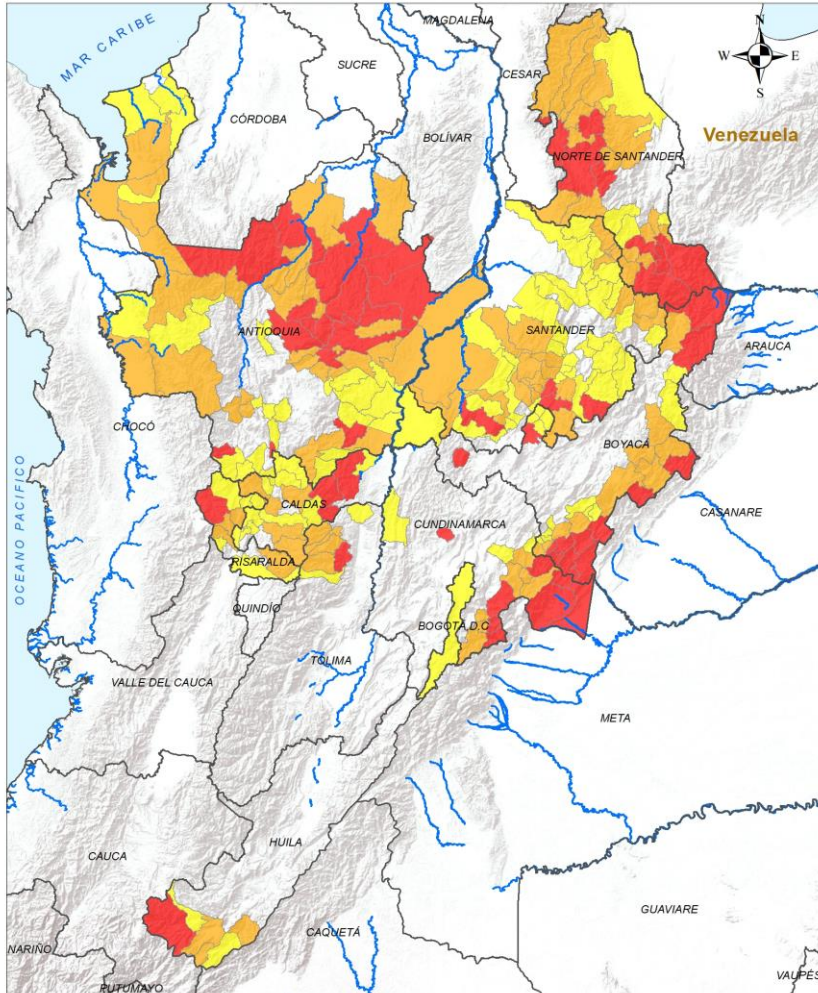 MAGDALENA
N
MAR CARIBE
SUCRE
CESAR
W
E
S
CÓRDOBA
BOLÍVAR
Venezuela
NORTE DE SANTANDER
ANTIOQUIA
SANTANDER
ARAUCA
CHOCÓ
BOYACÁ
OCEANO PACIFICO
CALDAS
CUNDINAMARCA
CASANARE
RISARALDA
QUINDÍO
BOGOTÁ, D.C
TOLIMA
VALLE DEL CAUCA
META
HUILA
CAUCA
GUAVIARE
CAQUETÁ
NARIÑO
PUTUMAYO
VAUPÉS